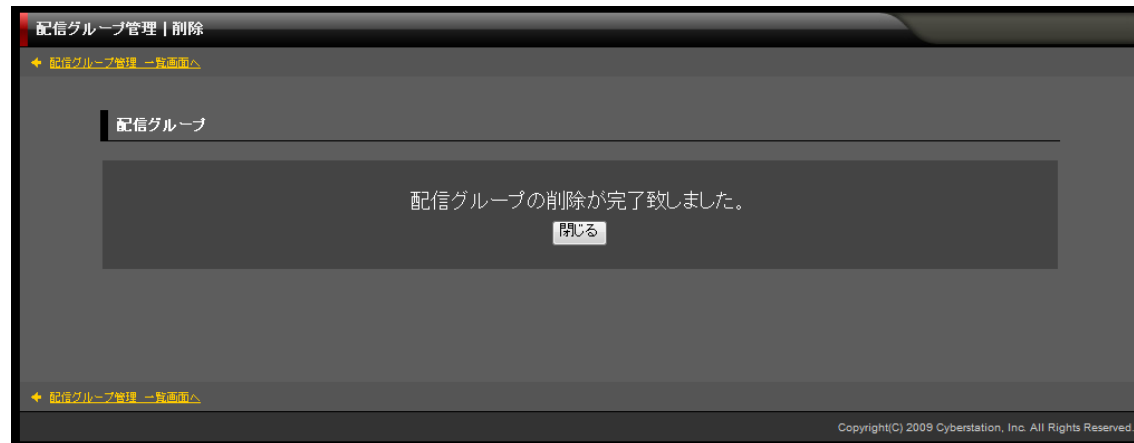 配信グループ管理 | 削除
配信グループ管理 一覧画面へ
配信グループ
配信グループの削除が完了致しました。
閉じる
配信グループ管理 一覧画面へ
Copyright(C) 2009 Cyberstation, Inc. All Rights Reserved.